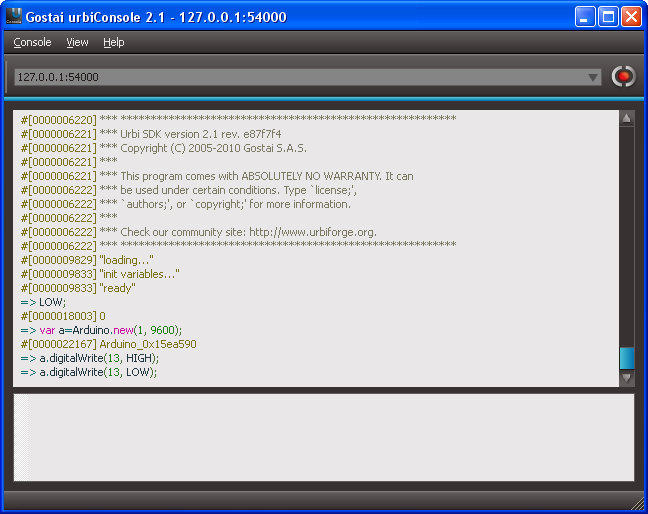 Gostai urbiConsole 2.1 - 127.0.0.1:54000
Console View Help
127.0.0.1:54000
#[0000006220] *** ********************************************************
#[0000006221] *** Urbi SDK version 2.1 rev. e87f7f4
#[0000006221] *** Copyright (C) 2005-2010 Gostai S.A.S.
#[0000006221] ***
#[0000006221] *** This program comes with ABSOLUTELY NO WARRANTY. It can
#[0000006222] *** be used under certain conditions. Type `license;',
#[0000006222] *** `authors;', or `copyright;' for more information.
#[0000006222] ***
#[0000006222] *** Check our community site: http://www.urbiforge.org.
#[0000006222] *** ********************************************************
#[0000009829] "loading..."
#[0000009833] "init variables..."
#[0000009833] "ready"
=> LOW;
#[0000018003] 0
=> var a=Arduino.new(1, 9600);
#[0000022167] Arduino_0x15ea590
=> a.digitalWrite(13, HIGH);
=> a.digitalWrite(13, LOW);